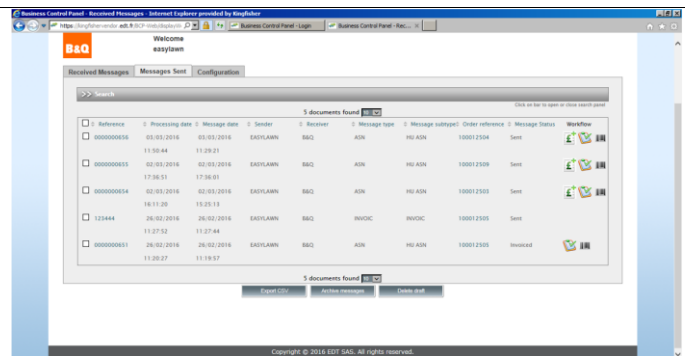 Business Control Panel - Received Messages - Internet Explorer provided by Kingfisher
Business Control Panel - Login
Business Control Panel - Rec...
B&Q
Welcome
easylawn
Received Messages
Messages Sent
Configuration
>> Search
Click on bar to open or close search panel
5 documents found
Reference
Processing date
Message date
Sender
Receiver
Message type
Message subtype
Order reference
Message Status
Workflow
0000000656 03/03/2016 03/03/2016 EASYLAWN B&Q ASN HU ASN 100012504 Sent
11:50:44 11:29:21
0000000655 02/03/2016 02/03/2016 EASYLAWN B&Q ASN HU ASN 100012509 Sent
17:36:51 17:36:01
0000000654 02/03/2016 02/03/2016 EASYLAWN B&Q ASN HU ASN 100012503 Sent
16:11:20 15:25:13
123444 26/02/2016 26/02/2016 EASYLAWN B&Q INVOIC INVOIC 100012505 Sent
11:27:52 11:27:44
0000000651 26/02/2016 26/02/2016 EASYLAWN B&Q ASN HU ASN 100012505 Invoiced
11:20:27 11:19:57
5 documents found
Export CSV
Archive messages
Delete draft
Copyright © 2016 EDT SAS. All rights reserved.